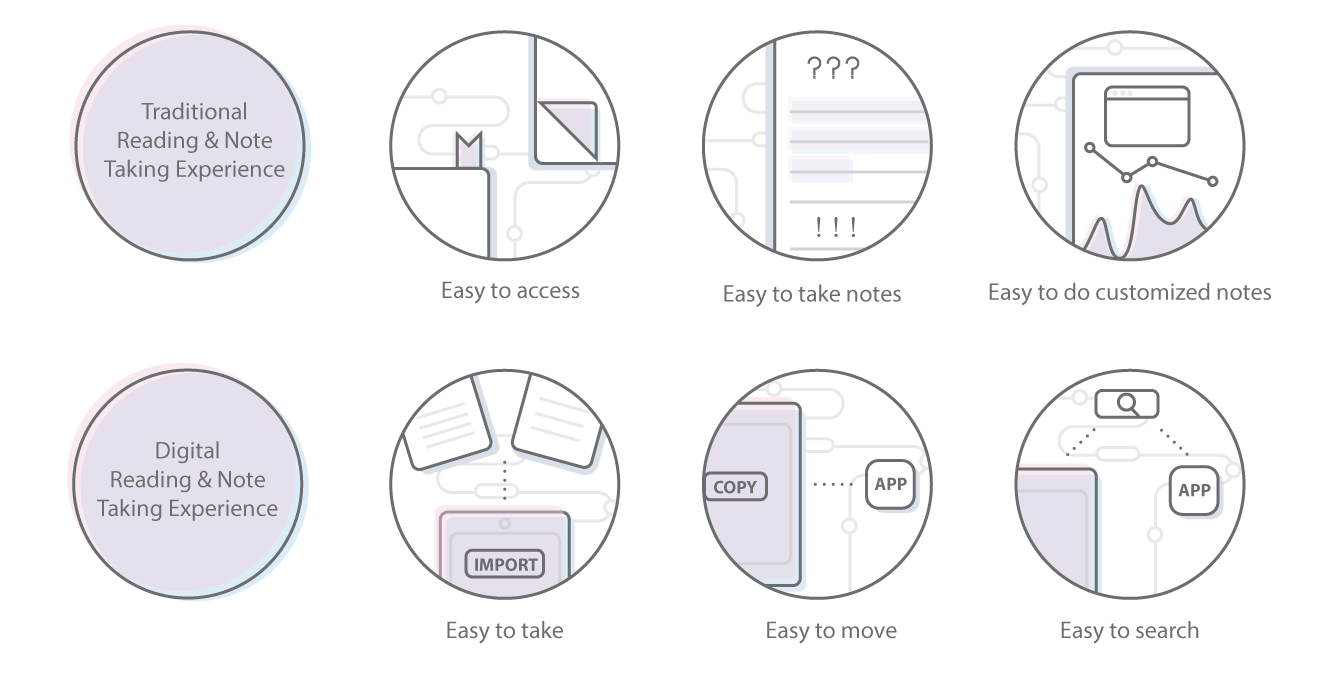 Traditional
Reading & Note
Taking Experience
???
!!!
Easy to access
Easy to take notes
Easy to do customized notes
Digital
Reading & Note
Taking Experience
IMPORT
COPY
APP
APP
Easy to take
Easy to move
Easy to search